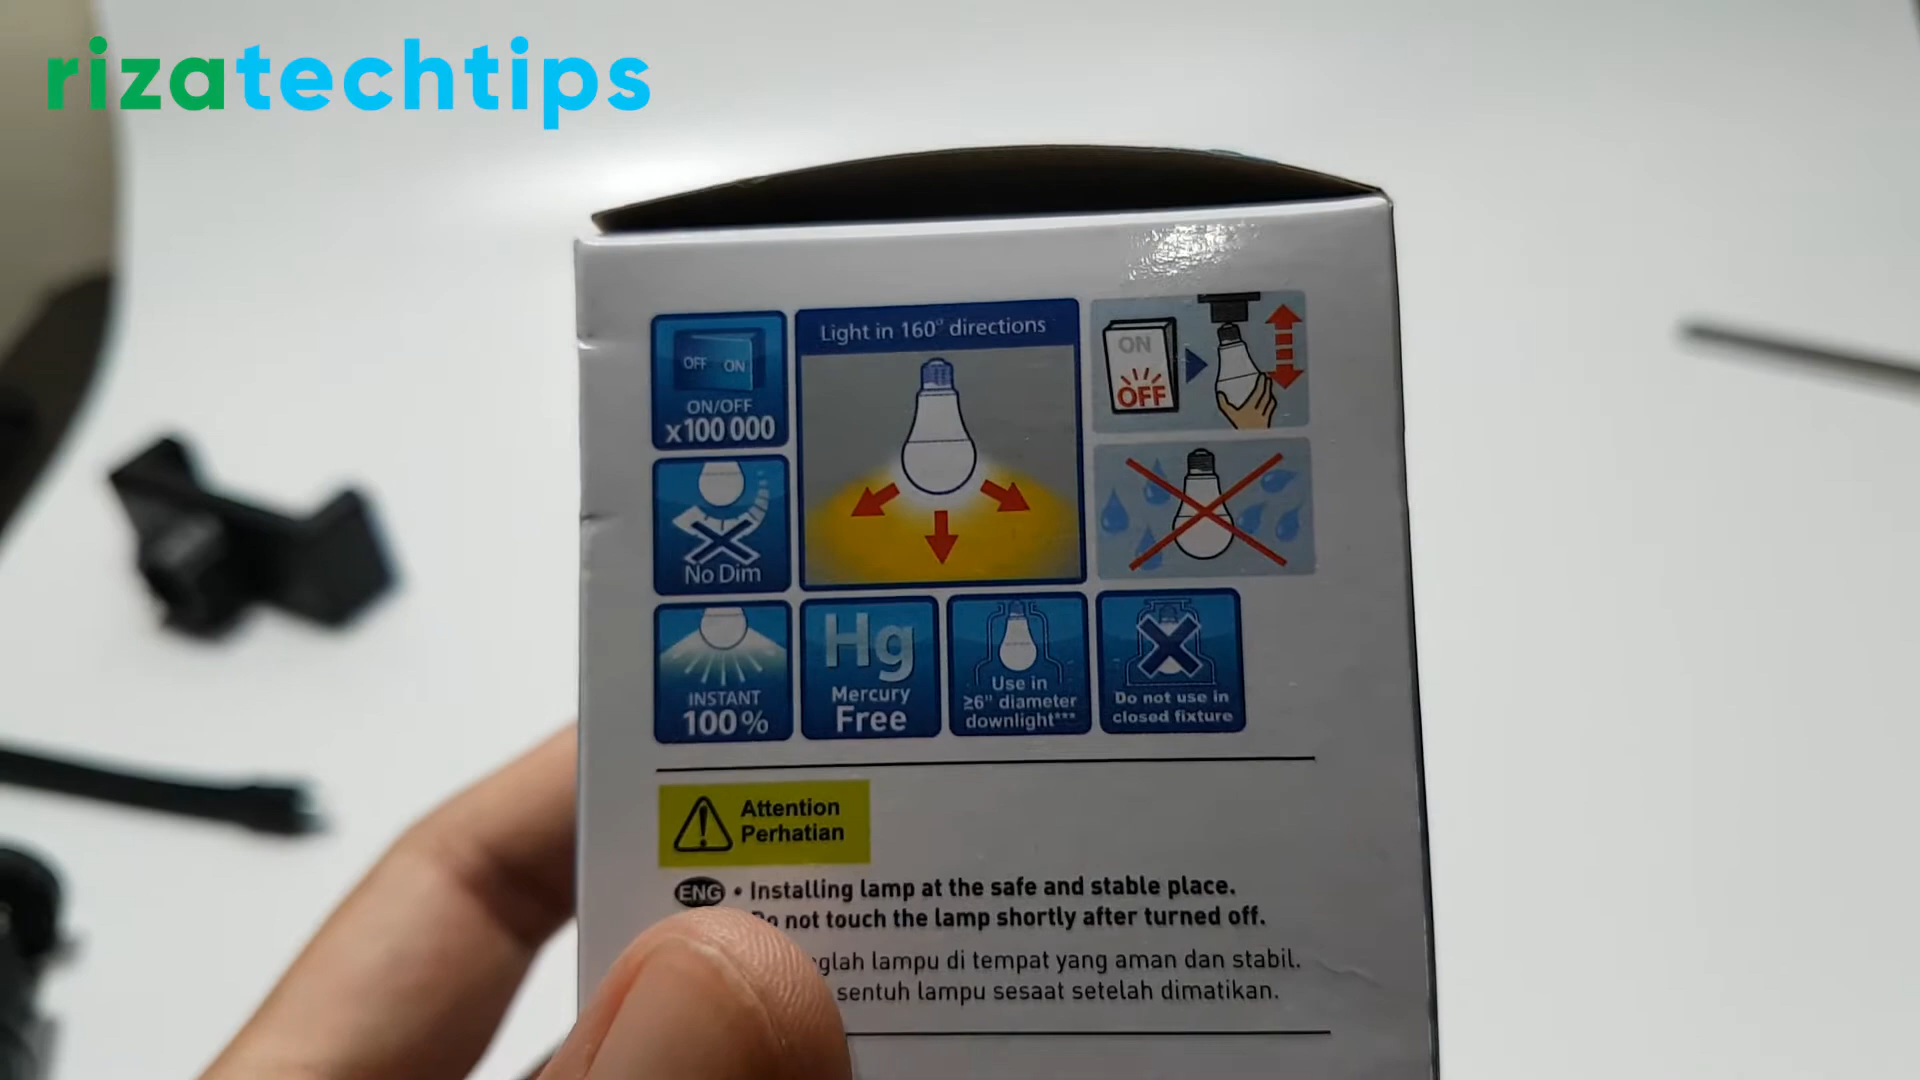 rizatechtips
OFF ON
ON/OFF
x100 000
Light in 160° directions
ON
OFF
No Dim
INSTANT
100%
Hg
Mercury
Free
Use in
≥6" diameter
downlight***
Do not use in
closed fixture
Attention
Perhatian
ENG • Installing lamp at the safe and stable place.
not touch the lamp shortly after turned off.
lampu di tempat yang aman dan stabil.
sentuh lampu sesaat setelah dimatikan.